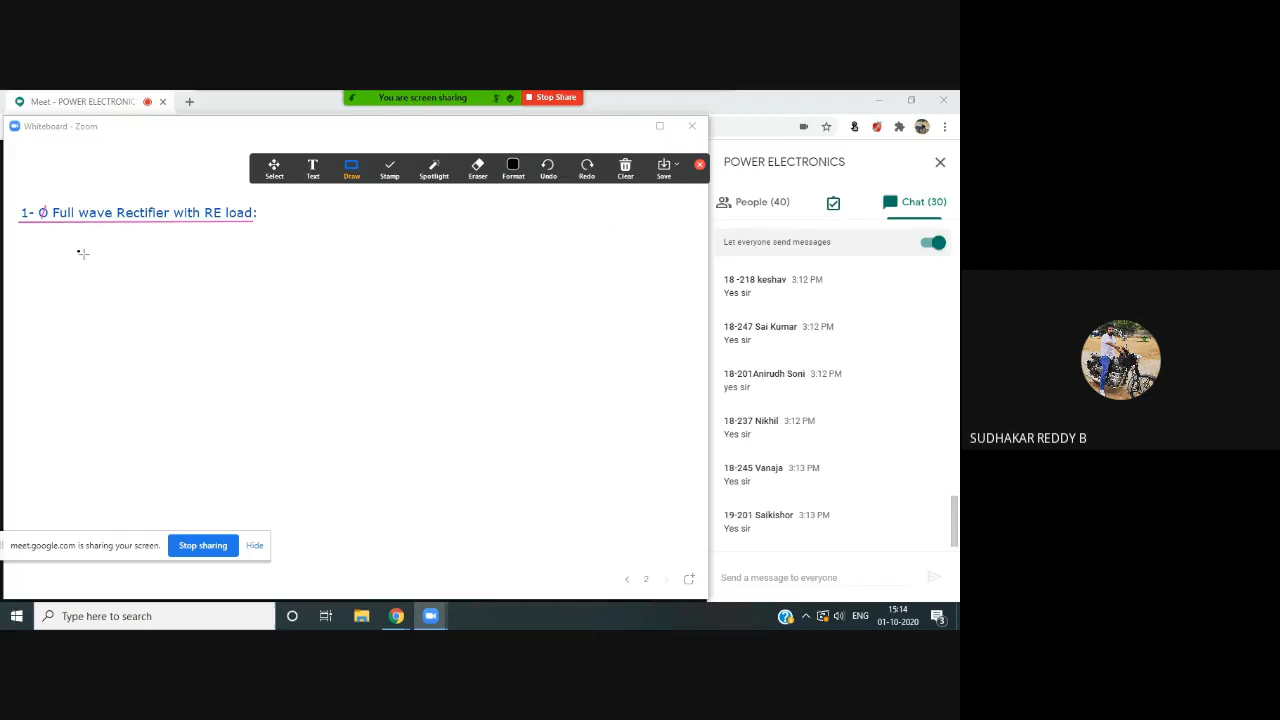 Meet - POWER ELECTRONIC
You are screen sharing
Stop Share
Whiteboard - Zoom
Select
Text
Draw
Stamp
Spotlight
Eraser
Format
Undo
Redo
Clear
Save
1- Ø Full wave Rectifier with RE load:
POWER ELECTRONICS
People (40)
Chat (30)
Let everyone send messages
18 -218 keshav 3:12 PM
Yes sir
18-247 Sai Kumar 3:12 PM
Yes sir
18-201Anirudh Soni 3:12 PM
yes sir
18-237 Nikhil 3:12 PM
Yes sir
18-245 Vanaja 3:13 PM
Yes sir
19-201 Saikishor 3:13 PM
Yes sir
Send a message to everyone
SUDHAKAR REDDY B
meet.google.com is sharing your screen.
Stop sharing
Hide
2
Type here to search
ENG
15:14
01-10-2020
3